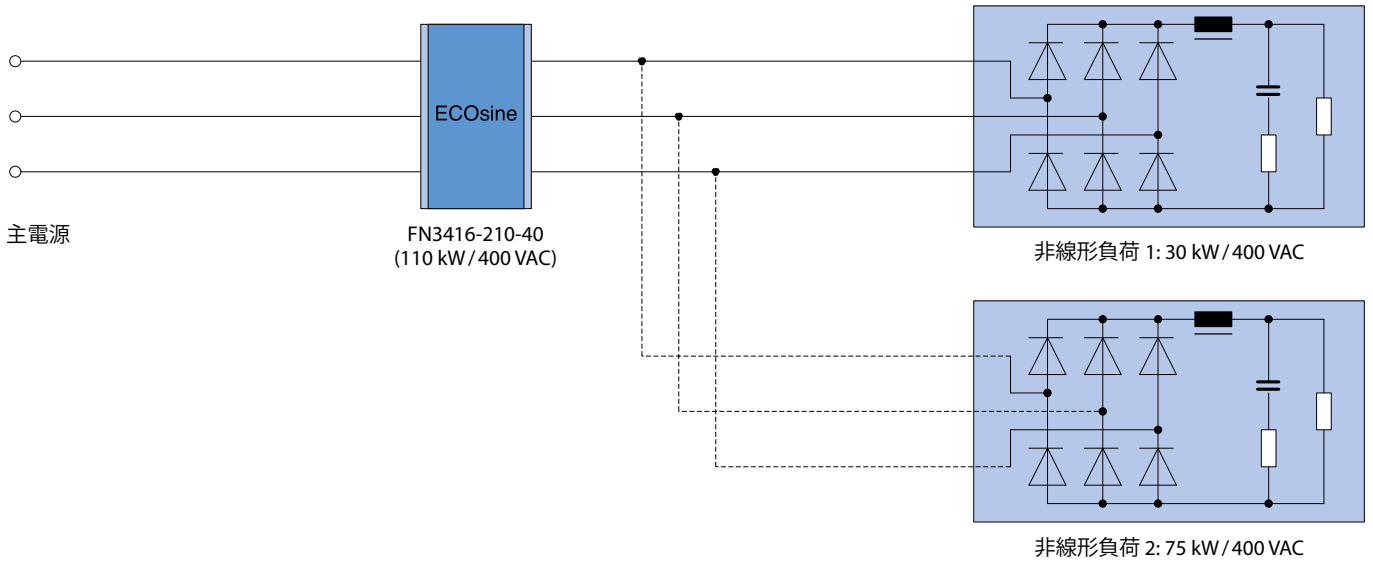 ECOsine
主電源
FN3416-210-40
(110 kW / 400 VAC)
非線形負荷 1: 30 kW / 400 VAC
非線形負荷 2: 75 kW / 400 VAC